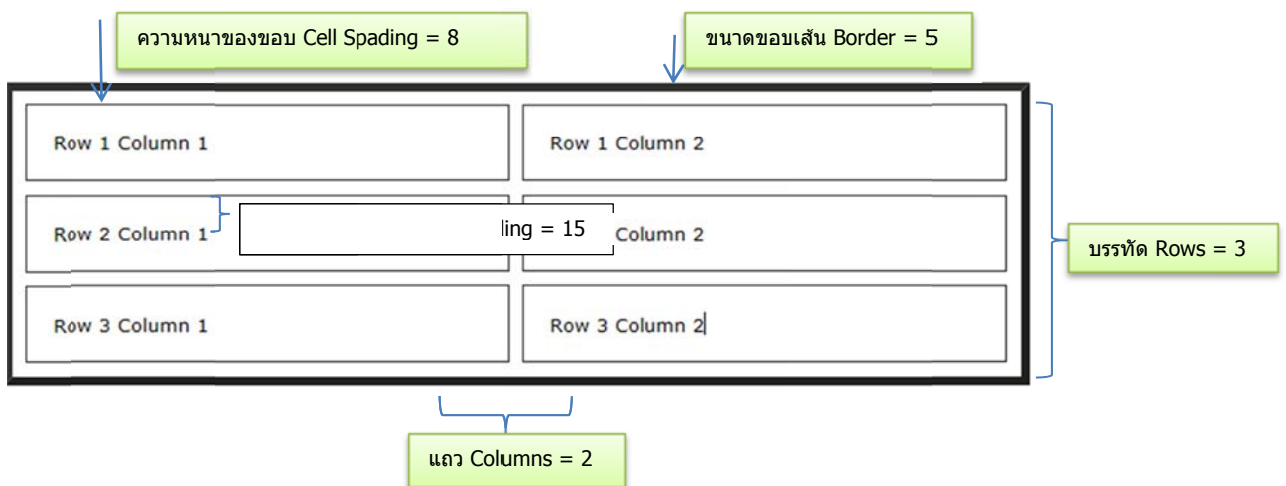 ความหนาของขอบ Cell Spading = 8
ขนาดขอบเส้น Border = 5
Row 1 Column 1
Row 1 Column 2
Row 2 Column 1
ling = 15
Column 2
บรรทัด Rows = 3
Row 3 Column 1
Row 3 Column 2
แถว Columns = 2